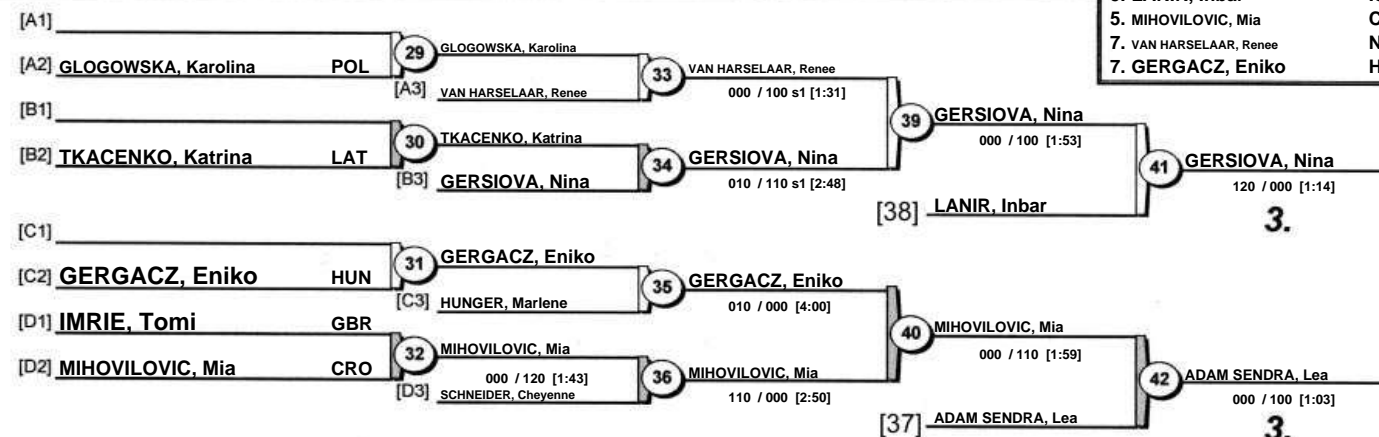 5. MIHOVILOVIC, Mia C
7. VAN HARSELAAR, Renee N
7. GERGACZ, Eniko H
[A1]
[A2] GLOGOWSKA, Karolina POL
29
GLOGOWSKA, Karolina
[A3] VAN HARSELAAR, Renee
33
VAN HARSELAAR, Renee
000 / 100 s1 [1:31]
[B1]
[B2] TKACENKO, Katrina LAT
30
TKACENKO, Katrina
[B3] GERSIOVA, Nina
34
GERSIOVA, Nina
010 / 110 s1 [2:48]
39
GERSIOVA, Nina
000 / 100 [1:53]
[38] LANIR, Inbar
41
GERSIOVA, Nina
120 / 000 [1:14]
3.
[C1]
[C2] GERGACZ, Eniko HUN
31
GERGACZ, Eniko
[C3] HUNGER, Marlene
35
GERGACZ, Eniko
010 / 000 [4:00]
[D1] IMRIE, Tomi GBR
[D2] MIHOVILOVIC, Mia CRO
32
MIHOVILOVIC, Mia
000 / 120 [1:43]
[D3] SCHNEIDER, Cheyenne
36
MIHOVILOVIC, Mia
110 / 000 [2:50]
40
MIHOVILOVIC, Mia
000 / 110 [1:59]
[37] ADAM SENDRA, Lea
42
ADAM SENDRA, Lea
000 / 100 [1:03]
3.